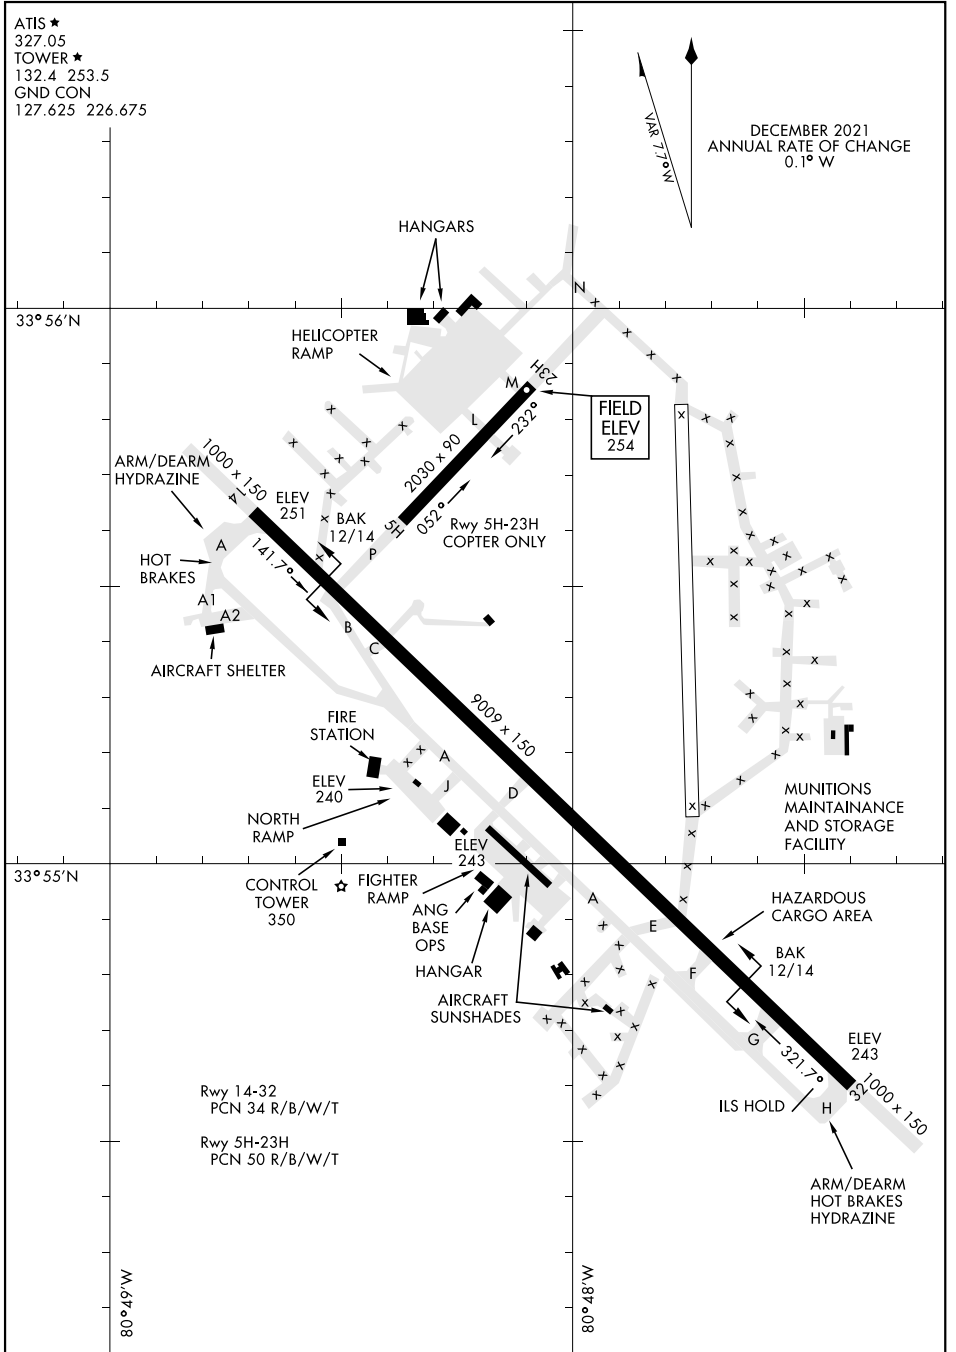 ATIS ★
327.05
TOWER ★
132.4 253.5
GND CON
127.625 226.675
VAR 7.7° W
DECEMBER 2021
ANNUAL RATE OF CHANGE
0.1° W
HANGARS
N
33° 56'N
HELICOPTER
RAMP
M
23H
FIELD
ELEV
254
L
232°
2030 x 90
052°
5H
Rwy 5H-23H
COPTER ONLY
1000 x 150
ARM/DEARM
HYDRAZINE
14
ELEV
251
BAK
12/14
A
P
HOT
BRAKES
141.7°
A1
A2
B
C
AIRCRAFT SHELTER
9009 x 150
FIRE
STATION
A
ELEV
240
J
D
NORTH
RAMP
MUNITIONS
MAINTAINANCE
AND STORAGE
FACILITY
ELEV
243
33° 55'N
CONTROL
TOWER
350
FIGHTER
RAMP
ANG
BASE
OPS
HANGAR
A
E
HAZARDOUS
CARGO AREA
F
BAK
12/14
AIRCRAFT
SUNSHADES
G
321.7°
ELEV
243
32
1000 x 150
ILS HOLD
H
Rwy 14-32
PCN 34 R/B/W/T
Rwy 5H-23H
PCN 50 R/B/W/T
ARM/DEARM
HOT BRAKES
HYDRAZINE
80° 49'W
80° 48'W